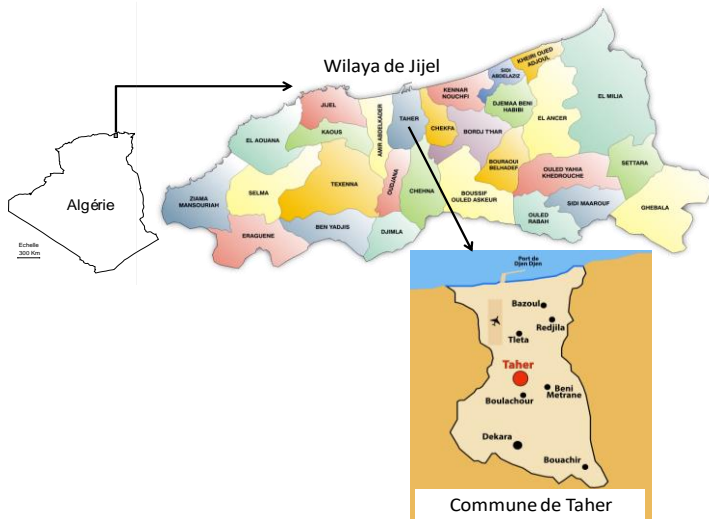 Wilaya de Jijel
KHEIRI OUED
ADJOUL
SIDI
ABDELAZIZ
KENNAR
NOUCHFI
JIJEL
TAHER
DJEMAA BENI
HABIBI
EL MILIA
AMIR ABDELKADER
CHEKFA
BORDJ T'HAR
EL ANCER
EL AOUANA
KAOUS
BOURAOUI
BELHADEF
OULED YAHIA
KHEDROUCHE
SETTARA
TEXENNA
OUDJANA
CHEHNA
BOUSSIF
OULED ASKEUR
ZIAMA
MANSOURIAH
SELMA
SIDI MAAROUF
GHEBALA
OULED
RABAH
BEN YADJIS
DJIMLA
ERAGUENE
Algérie
Echelle
300 Km
Port de
Djen Djen
Bazoul
Redjila
Tleta
Taher
Beni
Metrane
Boulachour
Dekara
Bouachir
Commune de Taher